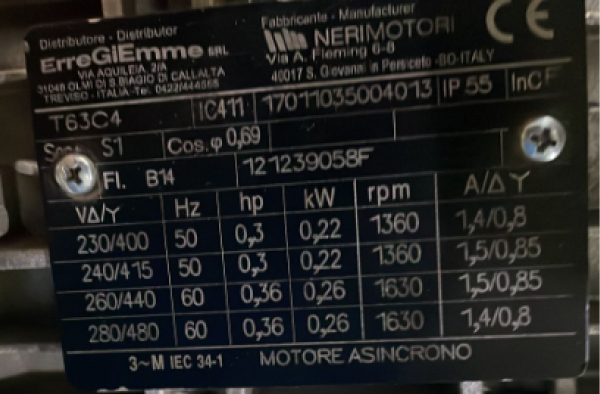 Distributore - Distributor
ErreGiEmme SRL
VIA AQUILEIA, 2/A
31048 OLMI DI S.BIAGIO DI CALLALTA
TREVISO - ITALIA -Tel. 0422/444555
Fabbricante - Manufacturer
NERIMOTORI
Via A. Fleming 6-8
40017 S. Giovanni in Persiceto -BO-ITALY
CE
T63C4 IC411 17011035004013 IP 55 InCF
S1 Cos.φ 0,69
Fl. B14 121239058F
VΔ/Y Hz hp kW rpm A/Δ Y
230/400 50 0,3 0,22 1360 1,4/0,8
240/415 50 0,3 0,22 1360 1,5/0,85
260/440 60 0,36 0,26 1630 1,5/0,85
280/480 60 0,36 0,26 1630 1,4/0,8
3~M IEC 34-1 MOTORE ASINCRONO